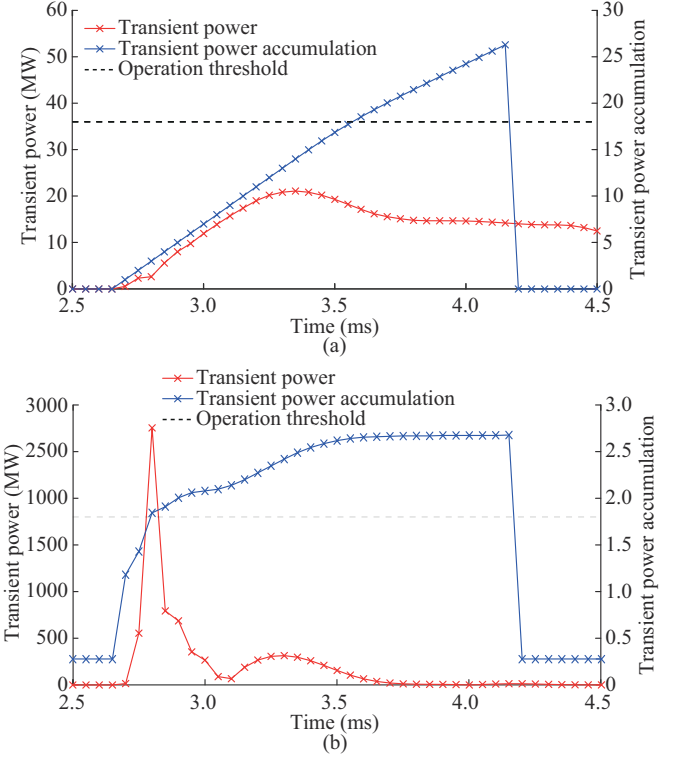 60
50
40
30
20
10
0
Transient power (MW)
Transient power
Transient power accumulation
Operation threshold
30
25
20
15
10
5
0
Transient power accumulation
2.5 3.0 3.5 4.0 4.5
Time (ms)
(a)
Transient power
Transient power accumulation
Operation threshold
3000
2500
1000
1500
1000
500
0
Transient power (MW)
3.0
2.5
2.0
1.5
1.0
0.5
0
Transient power accumulation
2.5 3.0 3.5 4.0 4.5
Time (ms)
(b)